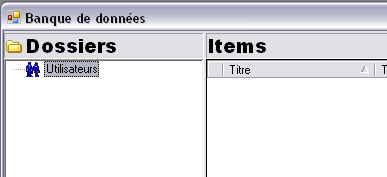 Banque de données
Dossiers
Items
Utilisateurs
Titre
T